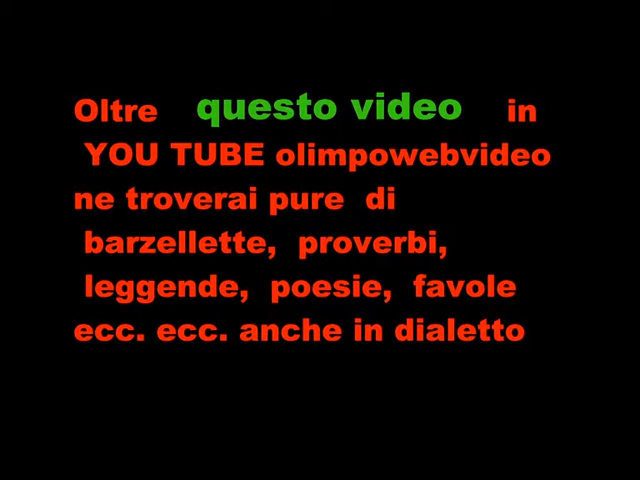 Oltre questo video in
YOU TUBE olimpowebvideo
ne troverai pure di
barzellette, proverbi,
leggende, poesie, favole
ecc. ecc. anche in dialetto